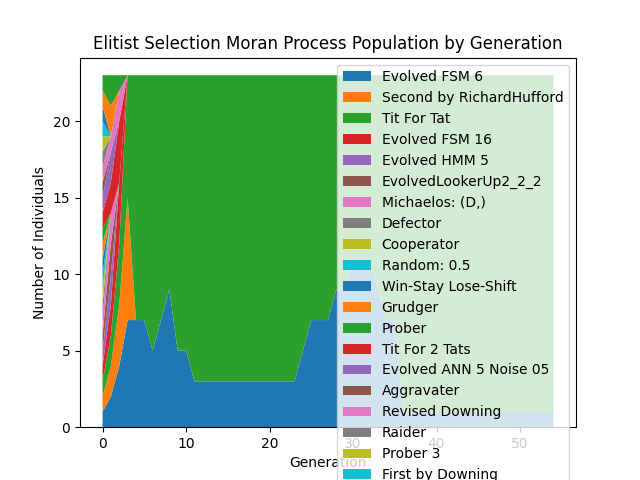 Elitist Selection Moran Process Population by Generation
Number of Individuals
0
5
10
15
20
0
10
20
30
40
50
Generation
Evolved FSM 6
Second by RichardHufford
Tit For Tat
Evolved FSM 16
Evolved HMM 5
EvolvedLookerUp2_2_2
Michaelos: (D,)
Defector
Cooperator
Random: 0.5
Win-Stay Lose-Shift
Grudger
Prober
Tit For 2 Tats
Evolved ANN 5 Noise 05
Aggravater
Revised Downing
Raider
Prober 3
First by Downing